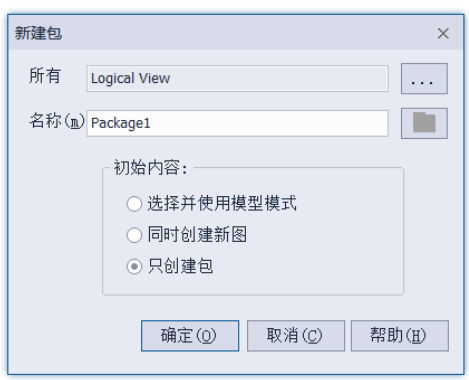 新建包
所有 Logical View ...
名称(m) Package1
初始内容:
选择并使用模型模式
同时创建新图
只创建包
确定(O) 取消(C) 帮助(H)